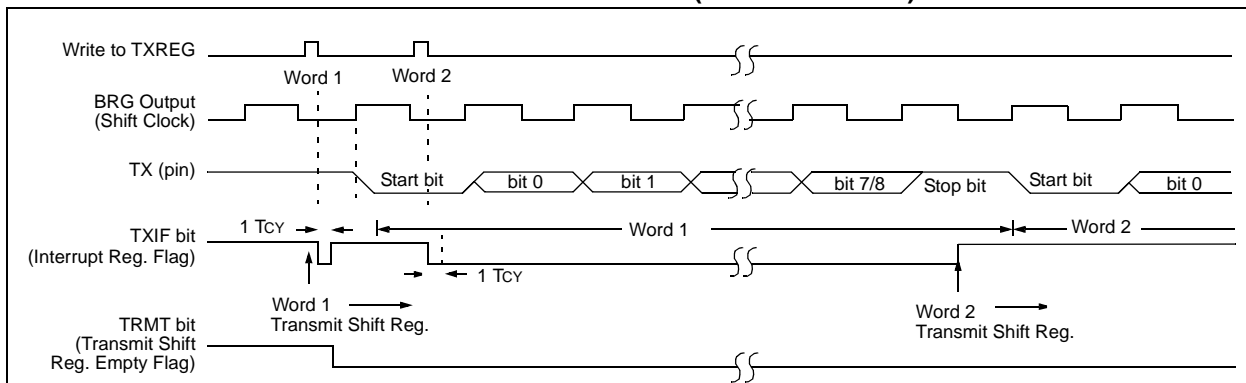 Write to TXREG
Word 1
Word 2
BRG Output
(Shift Clock)
TX (pin)
Start bit
bit 0
bit 1
bit 7/8
Stop bit
Start bit
bit 0
1 TCY
Word 1
Word 2
TXIF bit
(Interrupt Reg. Flag)
1 TCY
Word 1
Transmit Shift Reg.
Word 2
Transmit Shift Reg.
TRMT bit
(Transmit Shift
Reg. Empty Flag)